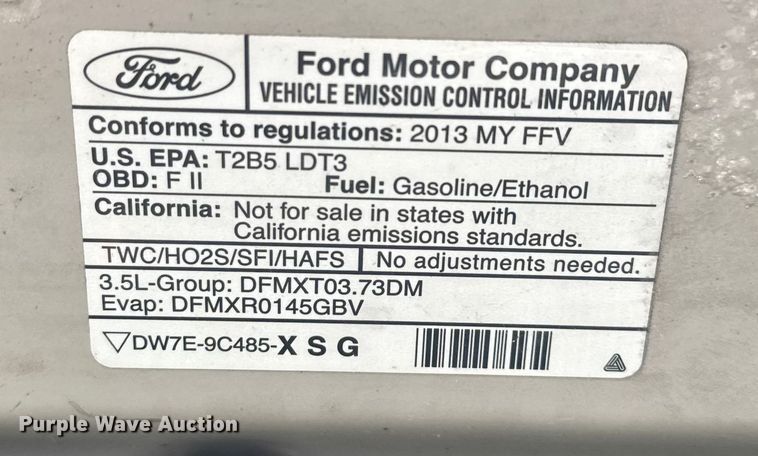 Ford
Ford Motor Company
VEHICLE EMISSION CONTROL INFORMATION
Conforms to regulations: 2013 MY FFV
U.S. EPA: T2B5 LDT3
OBD: F II Fuel: Gasoline/Ethanol
California: Not for sale in states with
California emissions standards.
TWC/HO2S/SFI/HAFS No adjustments needed.
3.5L-Group: DFMXT03.73DM
Evap: DFMXR0145GBV
DW7E-9C485-X S G
Purple Wave Auction